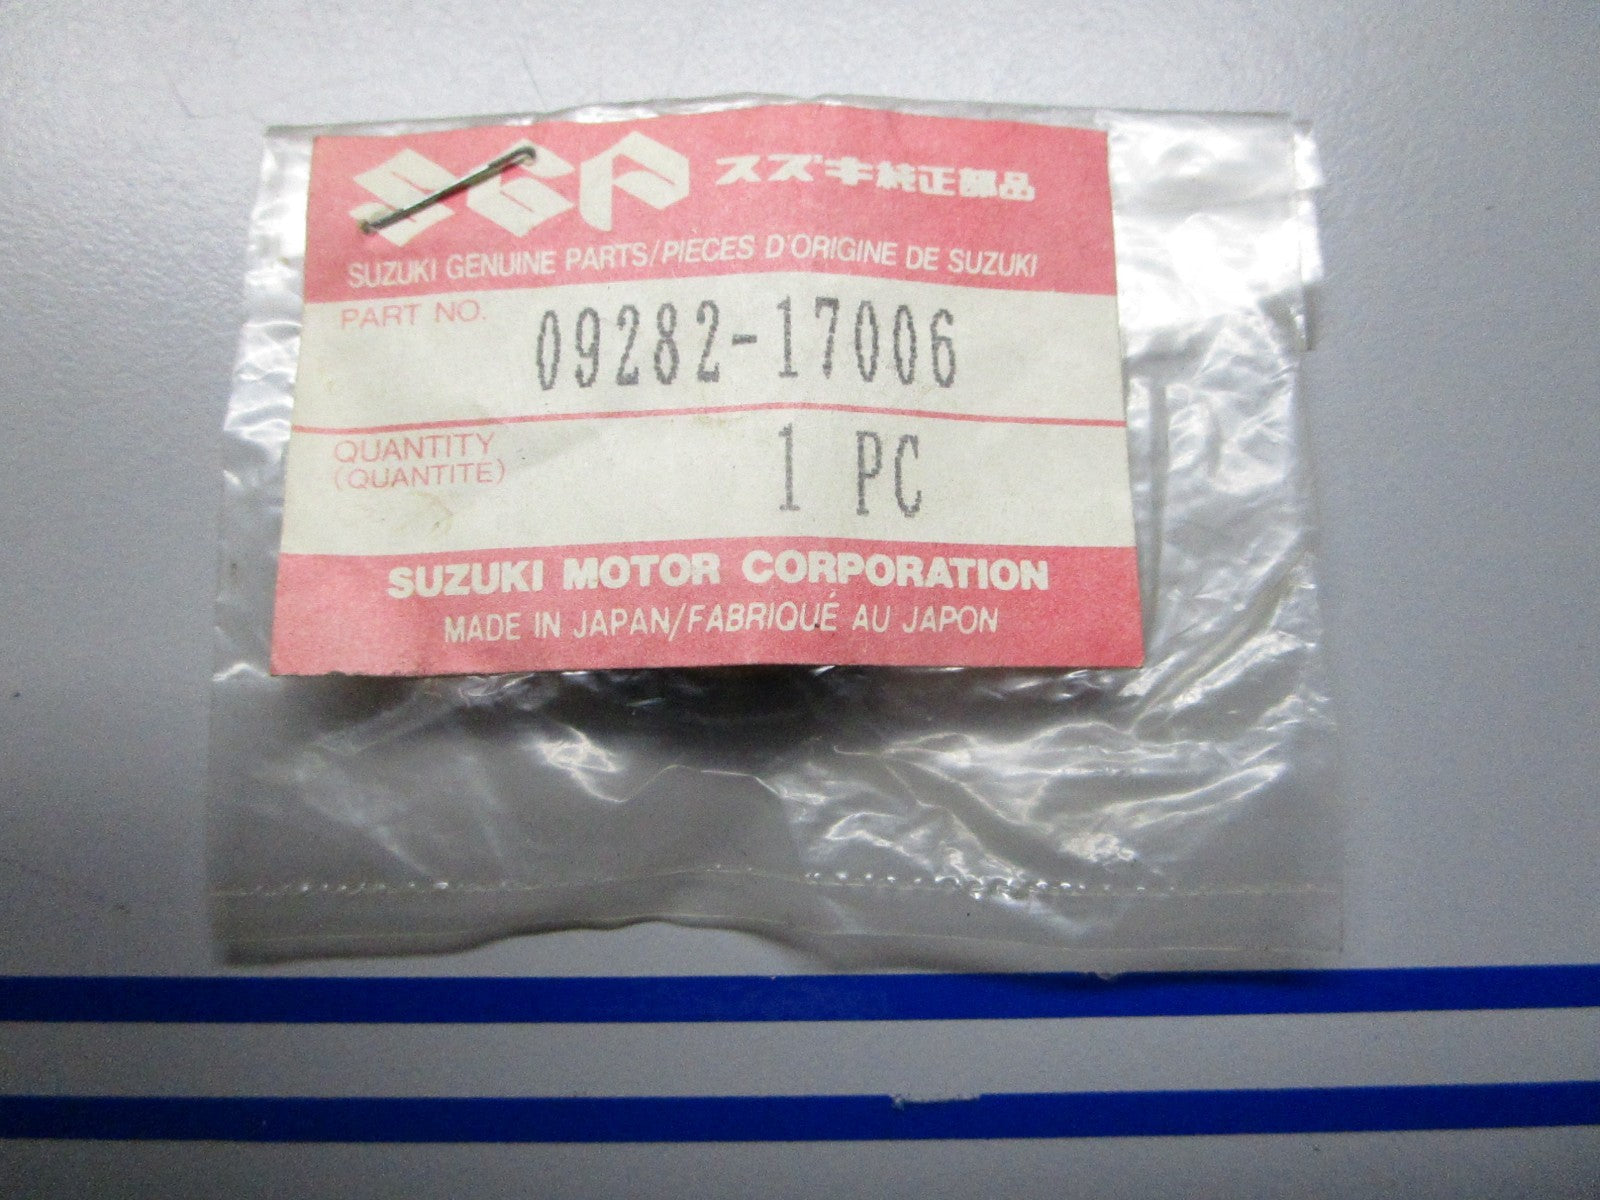 SGP スズキ純正部品
SUZUKI GENUINE PARTS/PIECES D'ORIGINE DE SUZUKI
PART NO. 09282-17006
QUANTITY 1 PC
(QUANTITE)
SUZUKI MOTOR CORPORATION
MADE IN JAPAN/FABRIQUÉ AU JAPON